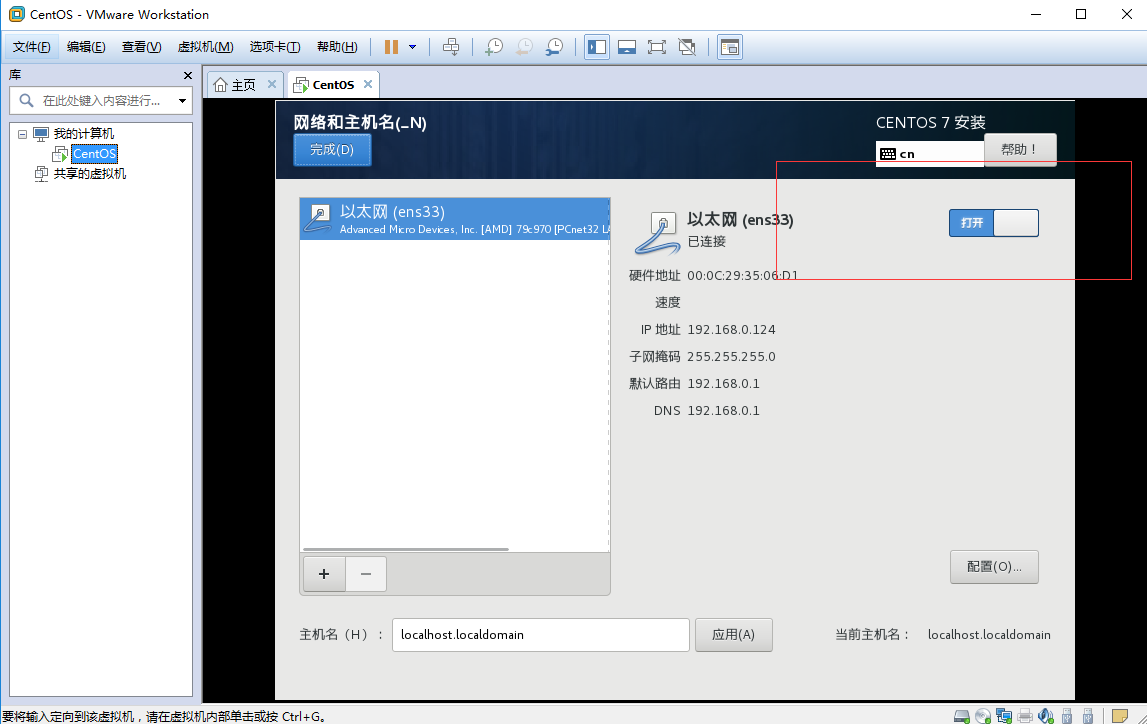 CentOS - VMware Workstation
文件(F) 编辑(E) 查看(V) 虚拟机(M) 选项卡(T) 帮助(H)
库
主页
CentOS
在此处键入内容进行...
我的计算机
CentOS
共享的虚拟机
网络和主机名(_N)
CENTOS 7 安装
完成(D)
cn
帮助！
以太网 (ens33)
Advanced Micro Devices, Inc. [AMD] 79c970 [PCnet32 LA
以太网 (ens33)
已连接
打开
硬件地址 00:0C:29:35:06:D1
速度
IP 地址 192.168.0.124
子网掩码 255.255.255.0
默认路由 192.168.0.1
DNS 192.168.0.1
配置(O)...
主机名（H）： localhost.localdomain 应用(A) 当前主机名： localhost.localdomain
要将输入定向到该虚拟机，请在虚拟机内部单击或按 Ctrl+G。